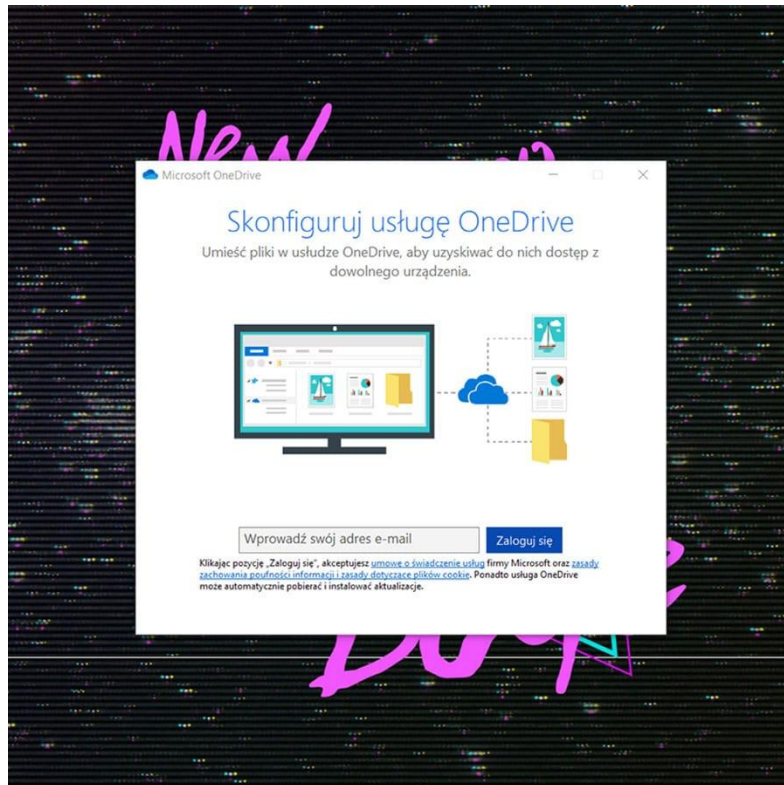 New
Microsoft OneDrive
Skonfiguruj usługę OneDrive
Umieść pliki w usłudze OneDrive, aby uzyskiwać do nich dostęp z
dowolnego urządzenia.
Wprowadź swój adres e-mail
Zaloguj się
Klikając pozycję „Zaloguj się", akceptujesz umowę o świadczenie usług firmy Microsoft oraz zasady
zachowania poufności informacji i zasady dotyczące plików cookie. Ponadto usługa OneDrive
może automatycznie pobierać i instalować aktualizacje.